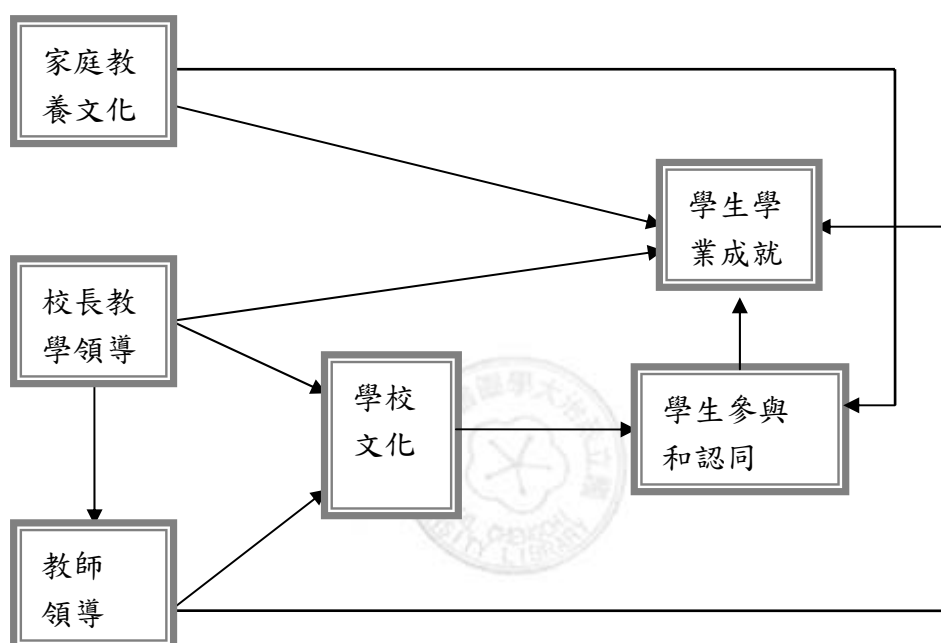 家庭教
養文化
學生學
業成就
校長教
學領導
學校
文化
學生參與
和認同
教師
領導